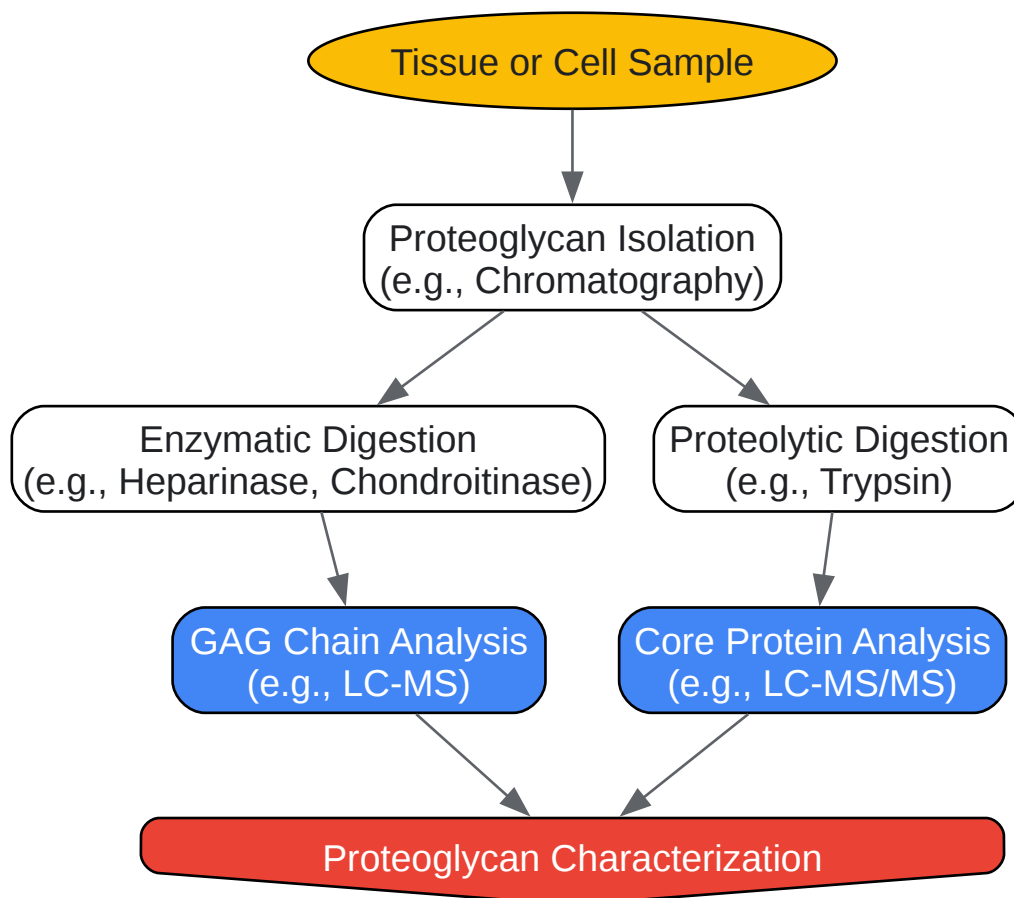 Tissue or Cell Sample
Proteoglycan Isolation
(e.g., Chromatography)
Enzymatic Digestion
(e.g., Heparinase, Chondroitinase)
Proteolytic Digestion
(e.g., Trypsin)
GAG Chain Analysis
(e.g., LC-MS)
Core Protein Analysis
(e.g., LC-MS/MS)
Proteoglycan Characterization